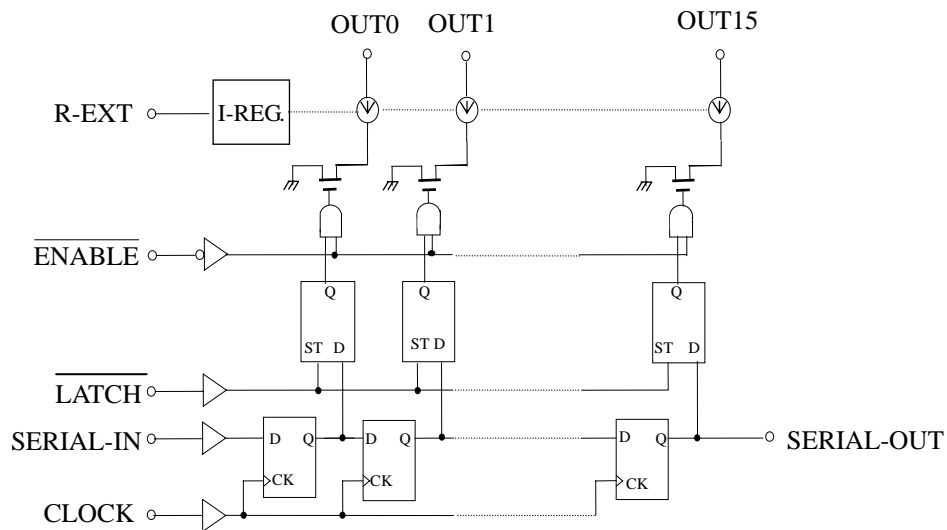 OUT0 OUT1 OUT15
R-EXT I-REG.
ENABLE
Q Q Q
ST D ST D ST D
LATCH
SERIAL-IN D Q D Q D Q SERIAL-OUT
CK CK CK
CLOCK